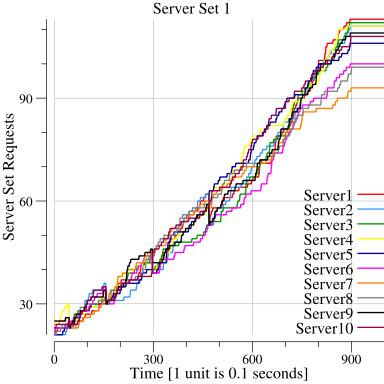 Server Set 1
90
60
30
Server Set Requests
Server1
Server2
Server3
Server4
Server5
Server6
Server7
Server8
Server9
Server10
0 300 600 900
Time [1 unit is 0.1 seconds]